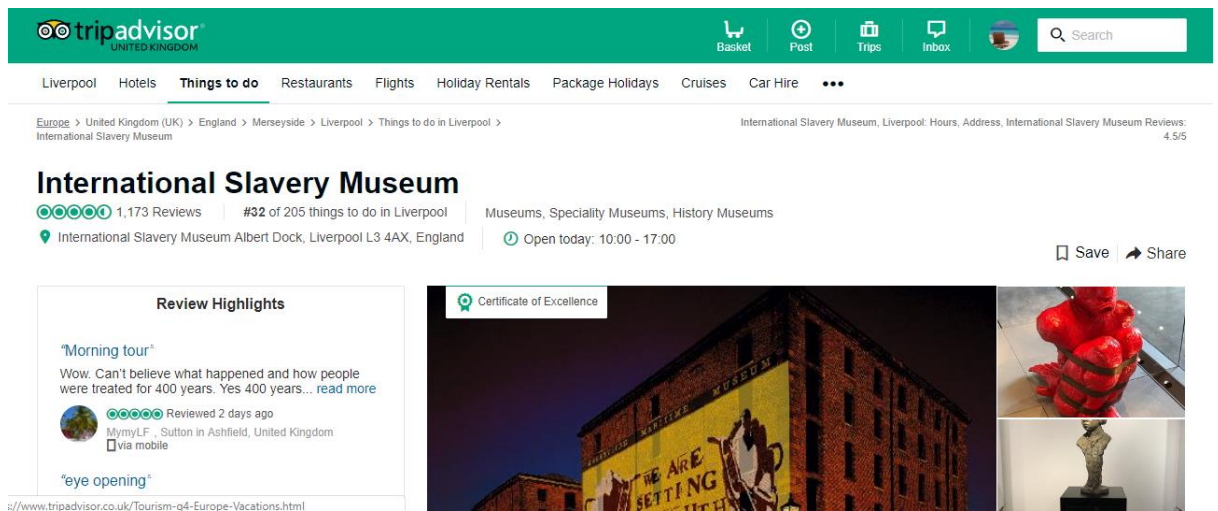 tripadvisor
UNITED KINGDOM
Basket
Post
Trips
Inbox
Search
Liverpool Hotels Things to do Restaurants Flights Holiday Rentals Package Holidays Cruises Car Hire •••
Europe > United Kingdom (UK) > England > Merseyside > Liverpool > Things to do in Liverpool >
International Slavery Museum
International Slavery Museum, Liverpool: Hours, Address, International Slavery Museum Reviews:
4.5/5
International Slavery Museum
1,173 Reviews #32 of 205 things to do in Liverpool Museums, Speciality Museums, History Museums
International Slavery Museum Albert Dock, Liverpool L3 4AX, England Open today: 10:00 - 17:00
Save Share
Review Highlights
“Morning tour”
Wow. Can't believe what happened and how people
were treated for 400 years. Yes 400 years... read more
Reviewed 2 days ago
MymyLF , Sutton in Ashfield, United Kingdom
via mobile
“eye opening”
s://www.tripadvisor.co.uk/Tourism-g4-Europe-Vacations.html
Certificate of Excellence
MARITIME MUSEUM
WE ARE
SETTING